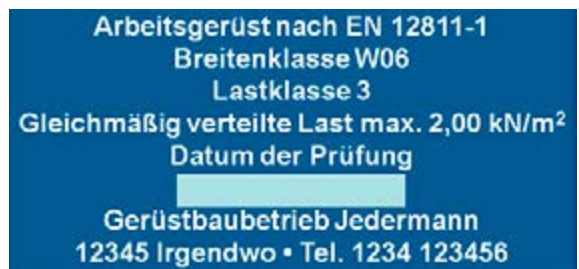 Arbeitsgerüst nach EN 12811-1
Breitenklasse W06
Lastklasse 3
Gleichmäßig verteilte Last max. 2,00 kN/m²
Datum der Prüfung
Gerüstbaubetrieb Jedermann
12345 Irgendwo • Tel. 1234 123456